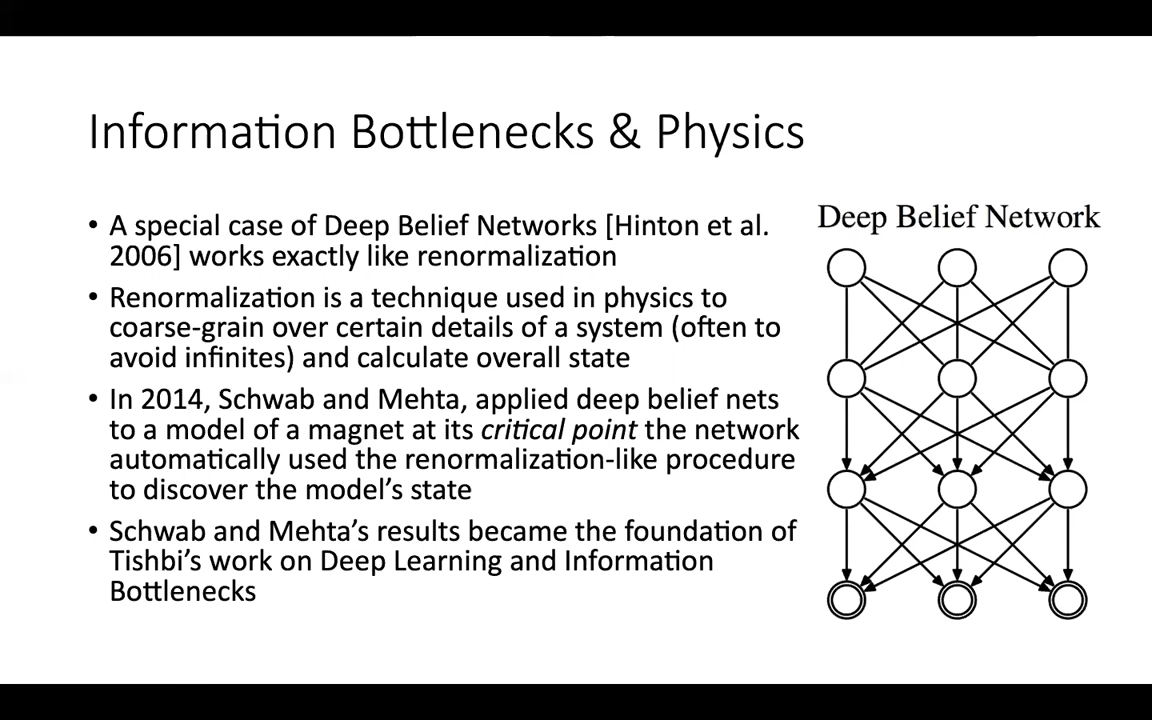 Information Bottlenecks & Physics
• A special case of Deep Belief Networks [Hinton et al.
2006] works exactly like renormalization
• Renormalization is a technique used in physics to
coarse-grain over certain details of a system (often to
avoid infinites) and calculate overall state
• In 2014, Schwab and Mehta, applied deep belief nets
to a model of a magnet at its critical point the network
automatically used the renormalization-like procedure
to discover the model's state
• Schwab and Mehta's results became the foundation of
Tishbi's work on Deep Learning and Information
Bottlenecks
Deep Belief Network